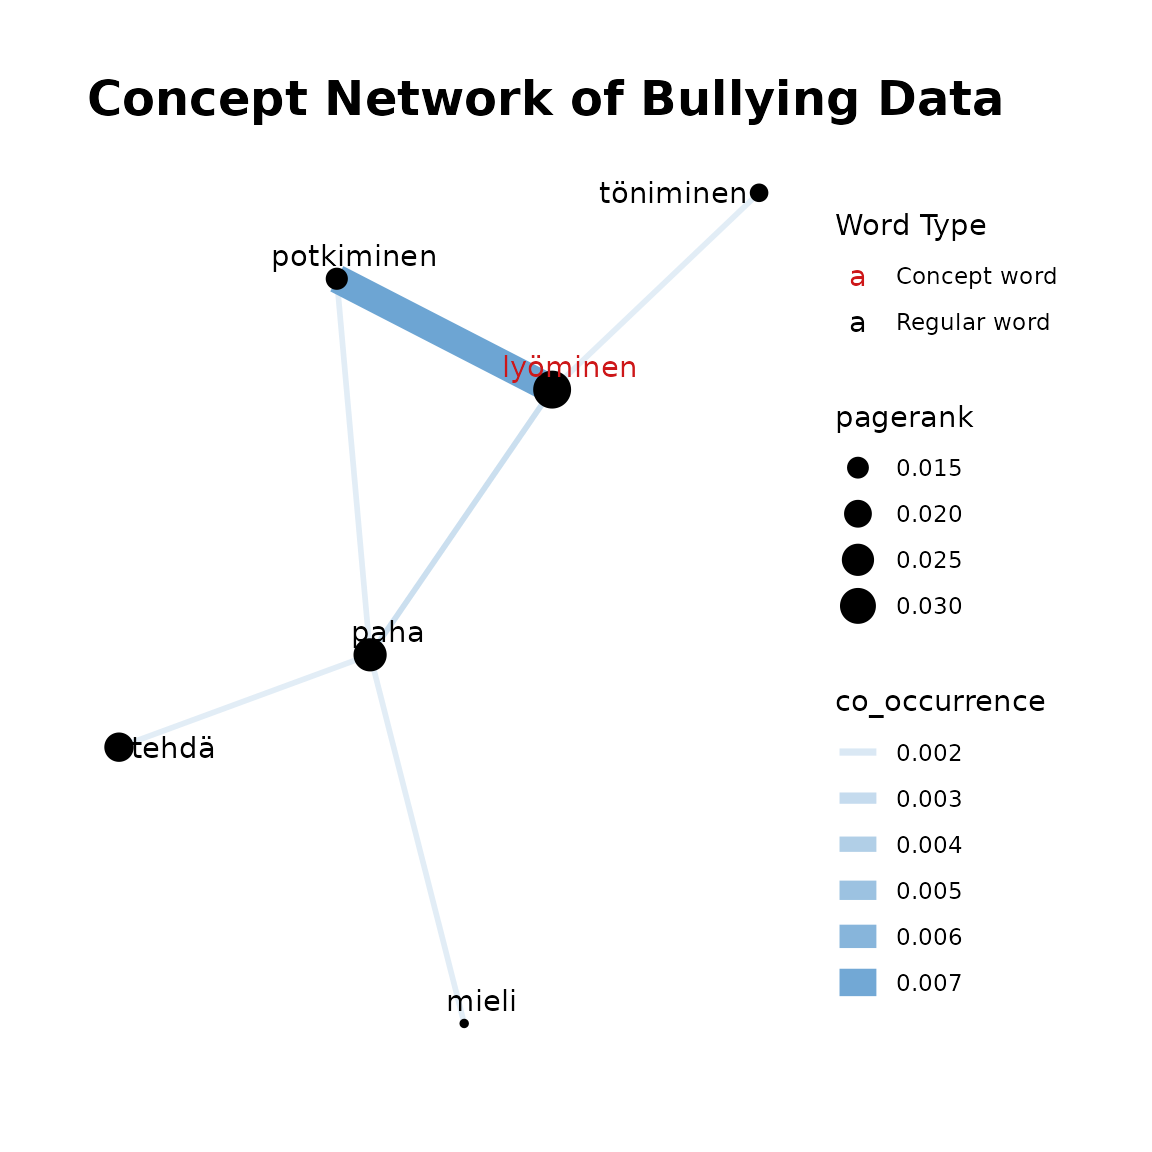 Concept Network of Bullying Data
töniminen
potkiminen
lyöminen
paha
tehdä
mieli
Word Type
a Concept word
a Regular word
pagerank
0.015
0.020
0.025
0.030
co_occurrence
0.002
0.003
0.004
0.005
0.006
0.007